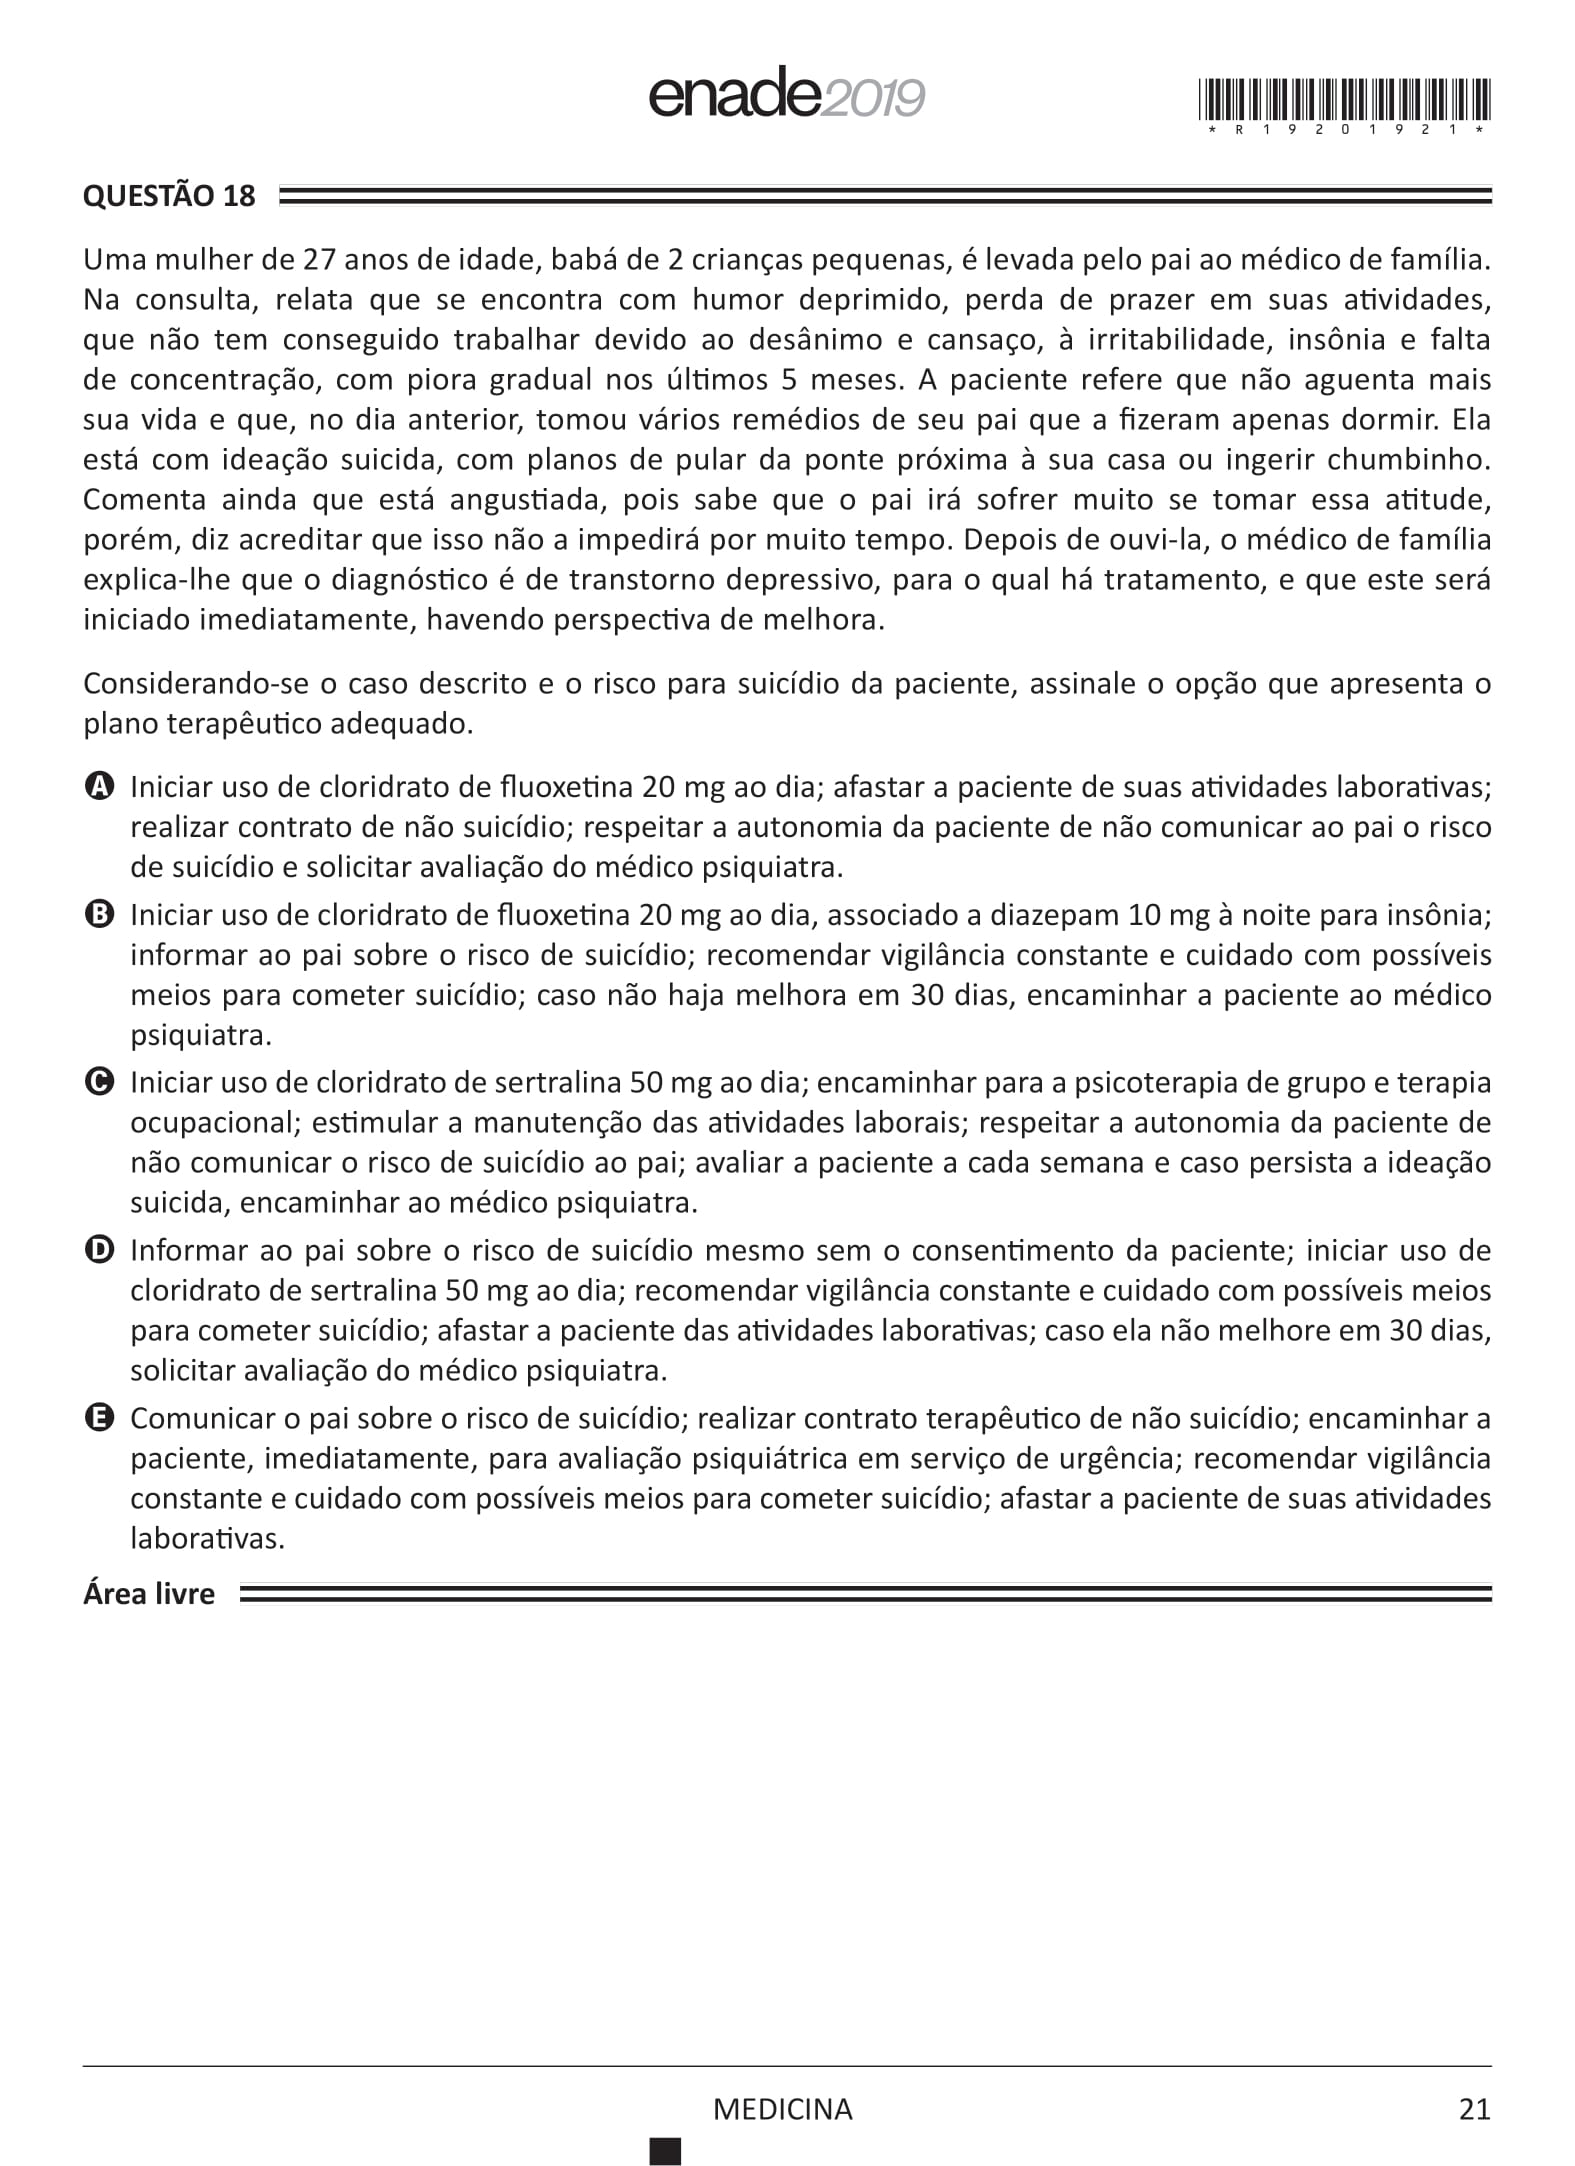 enade2019
* R 1 9 2 0 1 9 2 1 *
QUESTÃO 18
Uma mulher de 27 anos de idade, babá de 2 crianças pequenas, é levada pelo pai ao médico de família.
Na consulta, relata que se encontra com humor deprimido, perda de prazer em suas atividades,
que não tem conseguido trabalhar devido ao desânimo e cansaço, à irritabilidade, insônia e falta
de concentração, com piora gradual nos últimos 5 meses. A paciente refere que não aguenta mais
sua vida e que, no dia anterior, tomou vários remédios de seu pai que a fizeram apenas dormir. Ela
está com ideação suicida, com planos de pular da ponte próxima à sua casa ou ingerir chumbinho.
Comenta ainda que está angustiada, pois sabe que o pai irá sofrer muito se tomar essa atitude,
porém, diz acreditar que isso não a impedirá por muito tempo. Depois de ouvi-la, o médico de família
explica-lhe que o diagnóstico é de transtorno depressivo, para o qual há tratamento, e que este será
iniciado imediatamente, havendo perspectiva de melhora.
Considerando-se o caso descrito e o risco para suicídio da paciente, assinale o opção que apresenta o
plano terapêutico adequado.
A Iniciar uso de cloridrato de fluoxetina 20 mg ao dia; afastar a paciente de suas atividades laborativas;
realizar contrato de não suicídio; respeitar a autonomia da paciente de não comunicar ao pai o risco
de suicídio e solicitar avaliação do médico psiquiatra.
B Iniciar uso de cloridrato de fluoxetina 20 mg ao dia, associado a diazepam 10 mg à noite para insônia;
informar ao pai sobre o risco de suicídio; recomendar vigilância constante e cuidado com possíveis
meios para cometer suicídio; caso não haja melhora em 30 dias, encaminhar a paciente ao médico
psiquiatra.
C Iniciar uso de cloridrato de sertralina 50 mg ao dia; encaminhar para a psicoterapia de grupo e terapia
ocupacional; estimular a manutenção das atividades laborais; respeitar a autonomia da paciente de
não comunicar o risco de suicídio ao pai; avaliar a paciente a cada semana e caso persista a ideação
suicida, encaminhar ao médico psiquiatra.
D Informar ao pai sobre o risco de suicídio mesmo sem o consentimento da paciente; iniciar uso de
cloridrato de sertralina 50 mg ao dia; recomendar vigilância constante e cuidado com possíveis meios
para cometer suicídio; afastar a paciente das atividades laborativas; caso ela não melhore em 30 dias,
solicitar avaliação do médico psiquiatra.
E Comunicar o pai sobre o risco de suicídio; realizar contrato terapêutico de não suicídio; encaminhar a
paciente, imediatamente, para avaliação psiquiátrica em serviço de urgência; recomendar vigilância
constante e cuidado com possíveis meios para cometer suicídio; afastar a paciente de suas atividades
laborativas.
Área livre
MEDICINA
21